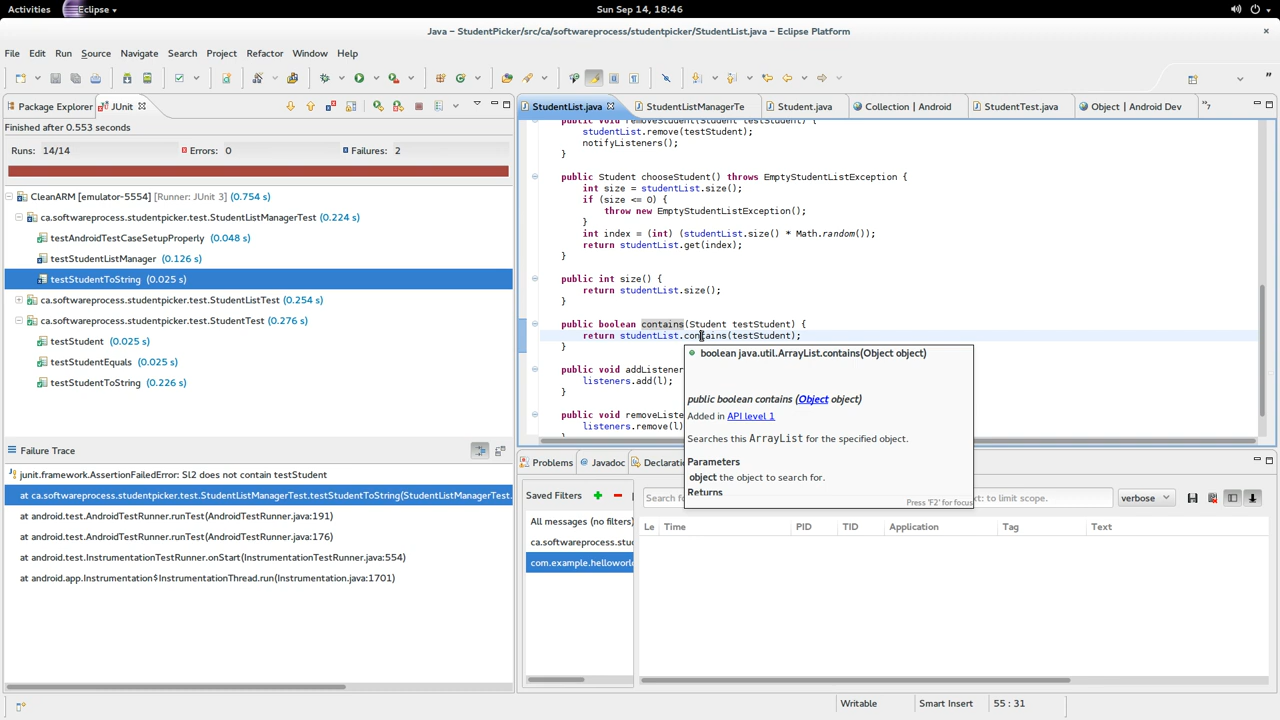 Activities Eclipse Sun Sep 14, 18:46
Java – StudentPicker/src/ca/softwareprocess/studentpicker/StudentList.java – Eclipse Platform ×
File Edit Run Source Navigate Search Project Refactor Window Help
Package Explorer JUnit
Finished after 0.553 seconds
Runs: 14/14 Errors: 0 Failures: 2
CleanARM [emulator-5554] [Runner: JUnit 3] (0.754 s)
ca.softwareprocess.studentpicker.test.StudentListManagerTest (0.224 s)
testAndroidTestCaseSetupProperly (0.048 s)
testStudentListManager (0.126 s)
testStudentToString (0.025 s)
ca.softwareprocess.studentpicker.test.StudentListTest (0.254 s)
ca.softwareprocess.studentpicker.test.StudentTest (0.276 s)
testStudent (0.025 s)
testStudentEquals (0.025 s)
testStudentToString (0.226 s)
Failure Trace
junit.framework.AssertionFailedError: Sl2 does not contain testStudent
at ca.softwareprocess.studentpicker.test.StudentListManagerTest.testStudentToString(StudentListManagerTest.
at android.test.AndroidTestRunner.runTest(AndroidTestRunner.java:191)
at android.test.AndroidTestRunner.runTest(AndroidTestRunner.java:176)
at android.test.InstrumentationTestRunner.onStart(InstrumentationTestRunner.java:554)
at android.app.Instrumentation$InstrumentationThread.run(Instrumentation.java:1701)
StudentList.java StudentListManagerTe Student.java Collection | Android StudentTest.java Object | Android Dev »7
public void removeStudent(Student testStudent) {
studentList.remove(testStudent);
notifyListeners();
}
public Student chooseStudent() throws EmptyStudentListException {
int size = studentList.size();
if (size <= 0) {
throw new EmptyStudentListException();
}
int index = (int) (studentList.size() * Math.random());
return studentList.get(index);
}
public int size() {
return studentList.size();
}
public boolean contains(Student testStudent) {
return studentList.contains(testStudent);
}
public void addListener
listeners.add(l);
}
public void removeListe
listeners.remove(l)
boolean java.util.ArrayList.contains(Object object)
public boolean contains (Object object)
Added in API level 1
Searches this ArrayList for the specified object.
Parameters
object the object to search for.
Returns
Press 'F2' for focus
Problems Javadoc Declaratio
Saved Filters
Search fo xt: to limit scope. verbose
All messages (no filters)
ca.softwareprocess.stud
com.example.helloworld
Le Time PID TID Application Tag Text
Writable Smart Insert 55 : 31